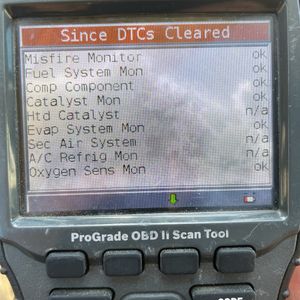 Since DTCs Cleared
Misfire Monitor ok
Fuel System Mon ok
Comp Component ok
Catalyst Mon ok
Htd Catalyst n/a
Evap System Mon ok
Sec Air System n/a
A/C Refrig Mon n/a
Oxygen Sens Mon ok
ProGrade OBD II Scan Tool